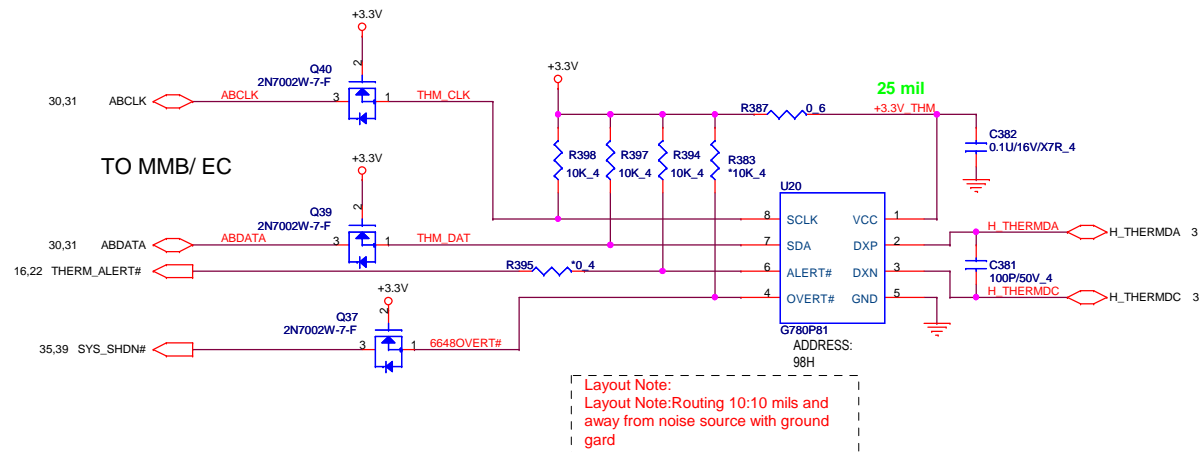 +3.3V
Q40
2N7002W-7-F
2
30,31 ABCLK
ABCLK
3
1
THM_CLK
TO MMB/ EC
+3.3V
Q39
2N7002W-7-F
2
30,31 ABDATA
ABDATA
3
1
THM_DAT
16,22 THERM_ALERT#
R395
*0_4
+3.3V
Q37
2N7002W-7-F
2
35,39 SYS_SHDN#
3
1
6648OVERT#
+3.3V
R398
10K_4
R397
10K_4
R394
10K_4
R383
*10K_4
R387
0_6
25 mil
+3.3V_THM
C382
0.1U/16V/X7R_4
U20
8 SCLK VCC 1
7 SDA DXP 2
6 ALERT# DXN 3
4 OVERT# GND 5
G780P81
ADDRESS:
98H
H_THERMDA
H_THERMDA 3
C381
100P/50V_4
H_THERMDC
H_THERMDC 3
Layout Note:
Layout Note:Routing 10:10 mils and
away from noise source with ground
gard